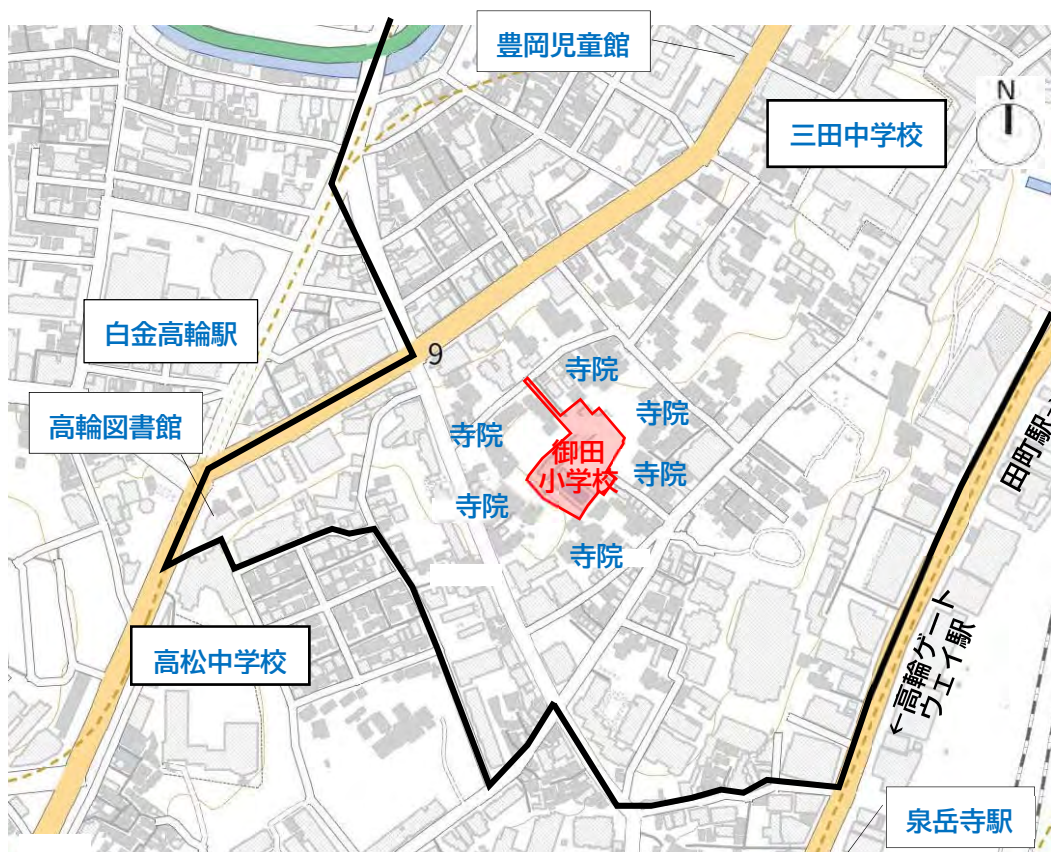 豊岡児童館
三田中学校
N
白金高輪駅
9
高輪図書館
寺院
寺院
寺院
御田
小学校
寺院
寺院
寺院
田町駅→
←高輪ゲート
ウェイ駅
高松中学校
泉岳寺駅